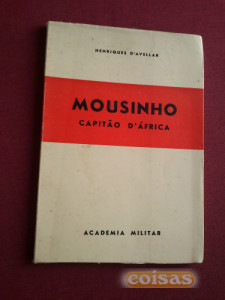 HENRIQUES D'AVELLAR
MOUSINHO
CAPITÃO D'ÁFRICA
ACADEMIA MILITAR
coisas